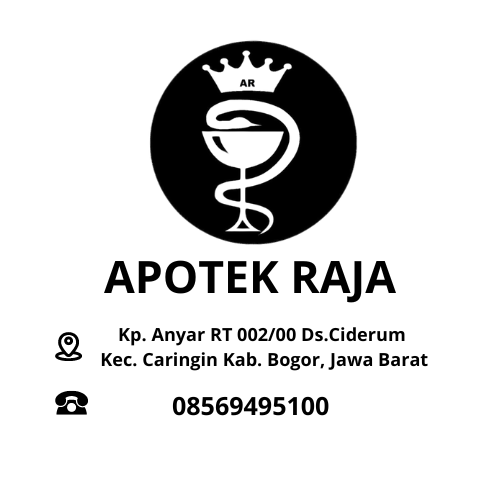 AR
APOTEK RAJA
Kp. Anyar RT 002/00 Ds.Ciderum
Kec. Caringin Kab. Bogor, Jawa Barat
08569495100